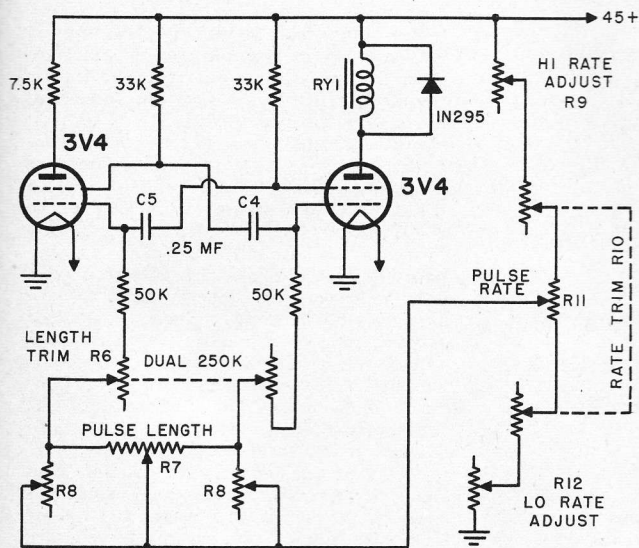 45+
7.5K
33K
33K
RY1
IN295
HI RATE
ADJUST
R9
3V4
3V4
C5
C4
.25 MF
50K
50K
PULSE
RATE
R11
RATE TRIM R10
LENGTH
TRIM R6
DUAL 250K
PULSE LENGTH
R7
R8
R8
R12
LO RATE
ADJUST